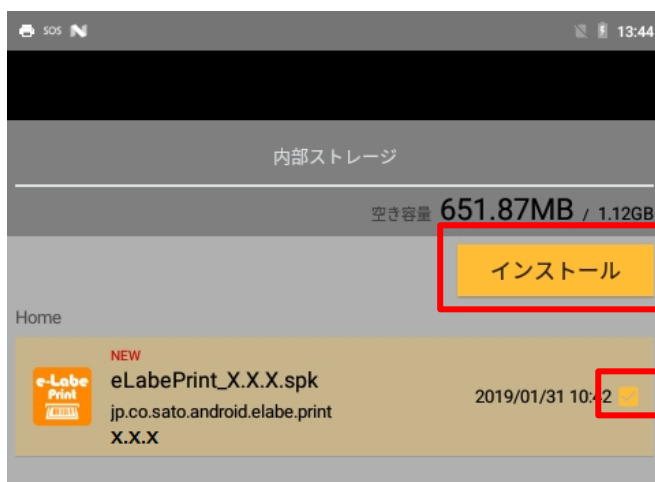 SOS N 13:44
内部ストレージ
空き容量 651.87MB / 1.12GB
インストール
Home
NEW
e-Labe
Print
eLabePrint_X.X.X.spk
2019/01/31 10:42
jp.co.sato.android.elabe.print
X.X.X